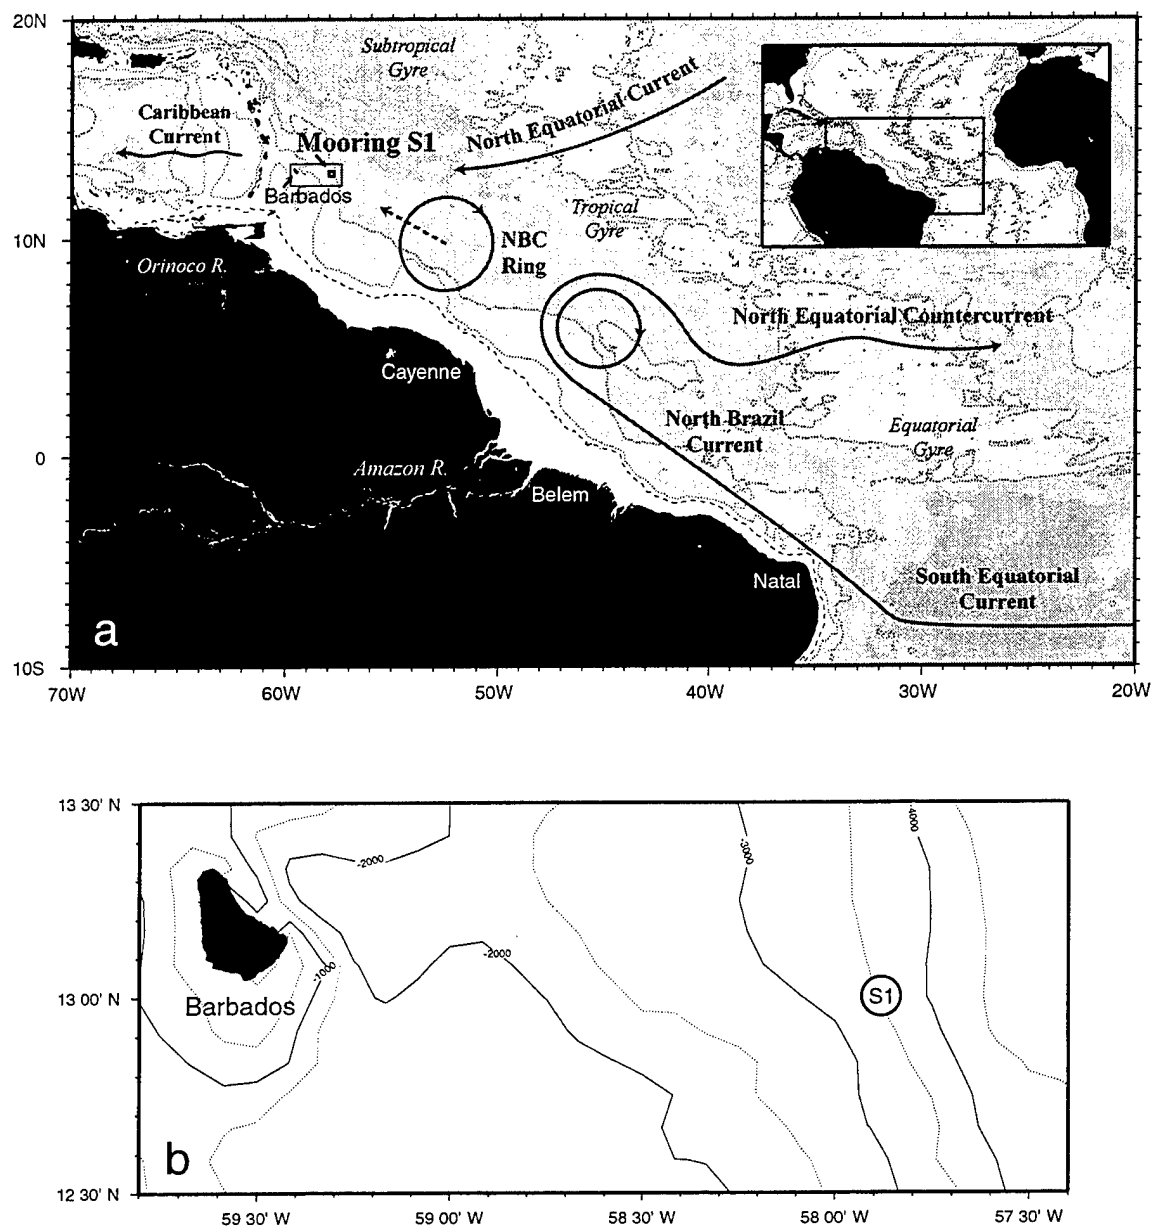 20N
Subtropical
Gyre
North Equatorial Current
Caribbean
Current
Mooring S1
Barbados
Tropical
Gyre
10N
NBC
Ring
Orinoco R.
North Equatorial Countercurrent
Cayenne
North Brazil
Current
Equatorial
Gyre
0
Amazon R.
Belem
Natal
South Equatorial
Current
a
10S
70W 60W 50W 40W 30W 20W
13 30' N
-4000
-3000
-2000
-2000
-1000
13 00' N
S1
Barbados
b
12 30' N
59 30' W 59 00' W 58 30' W 58 00' W 57 30' W